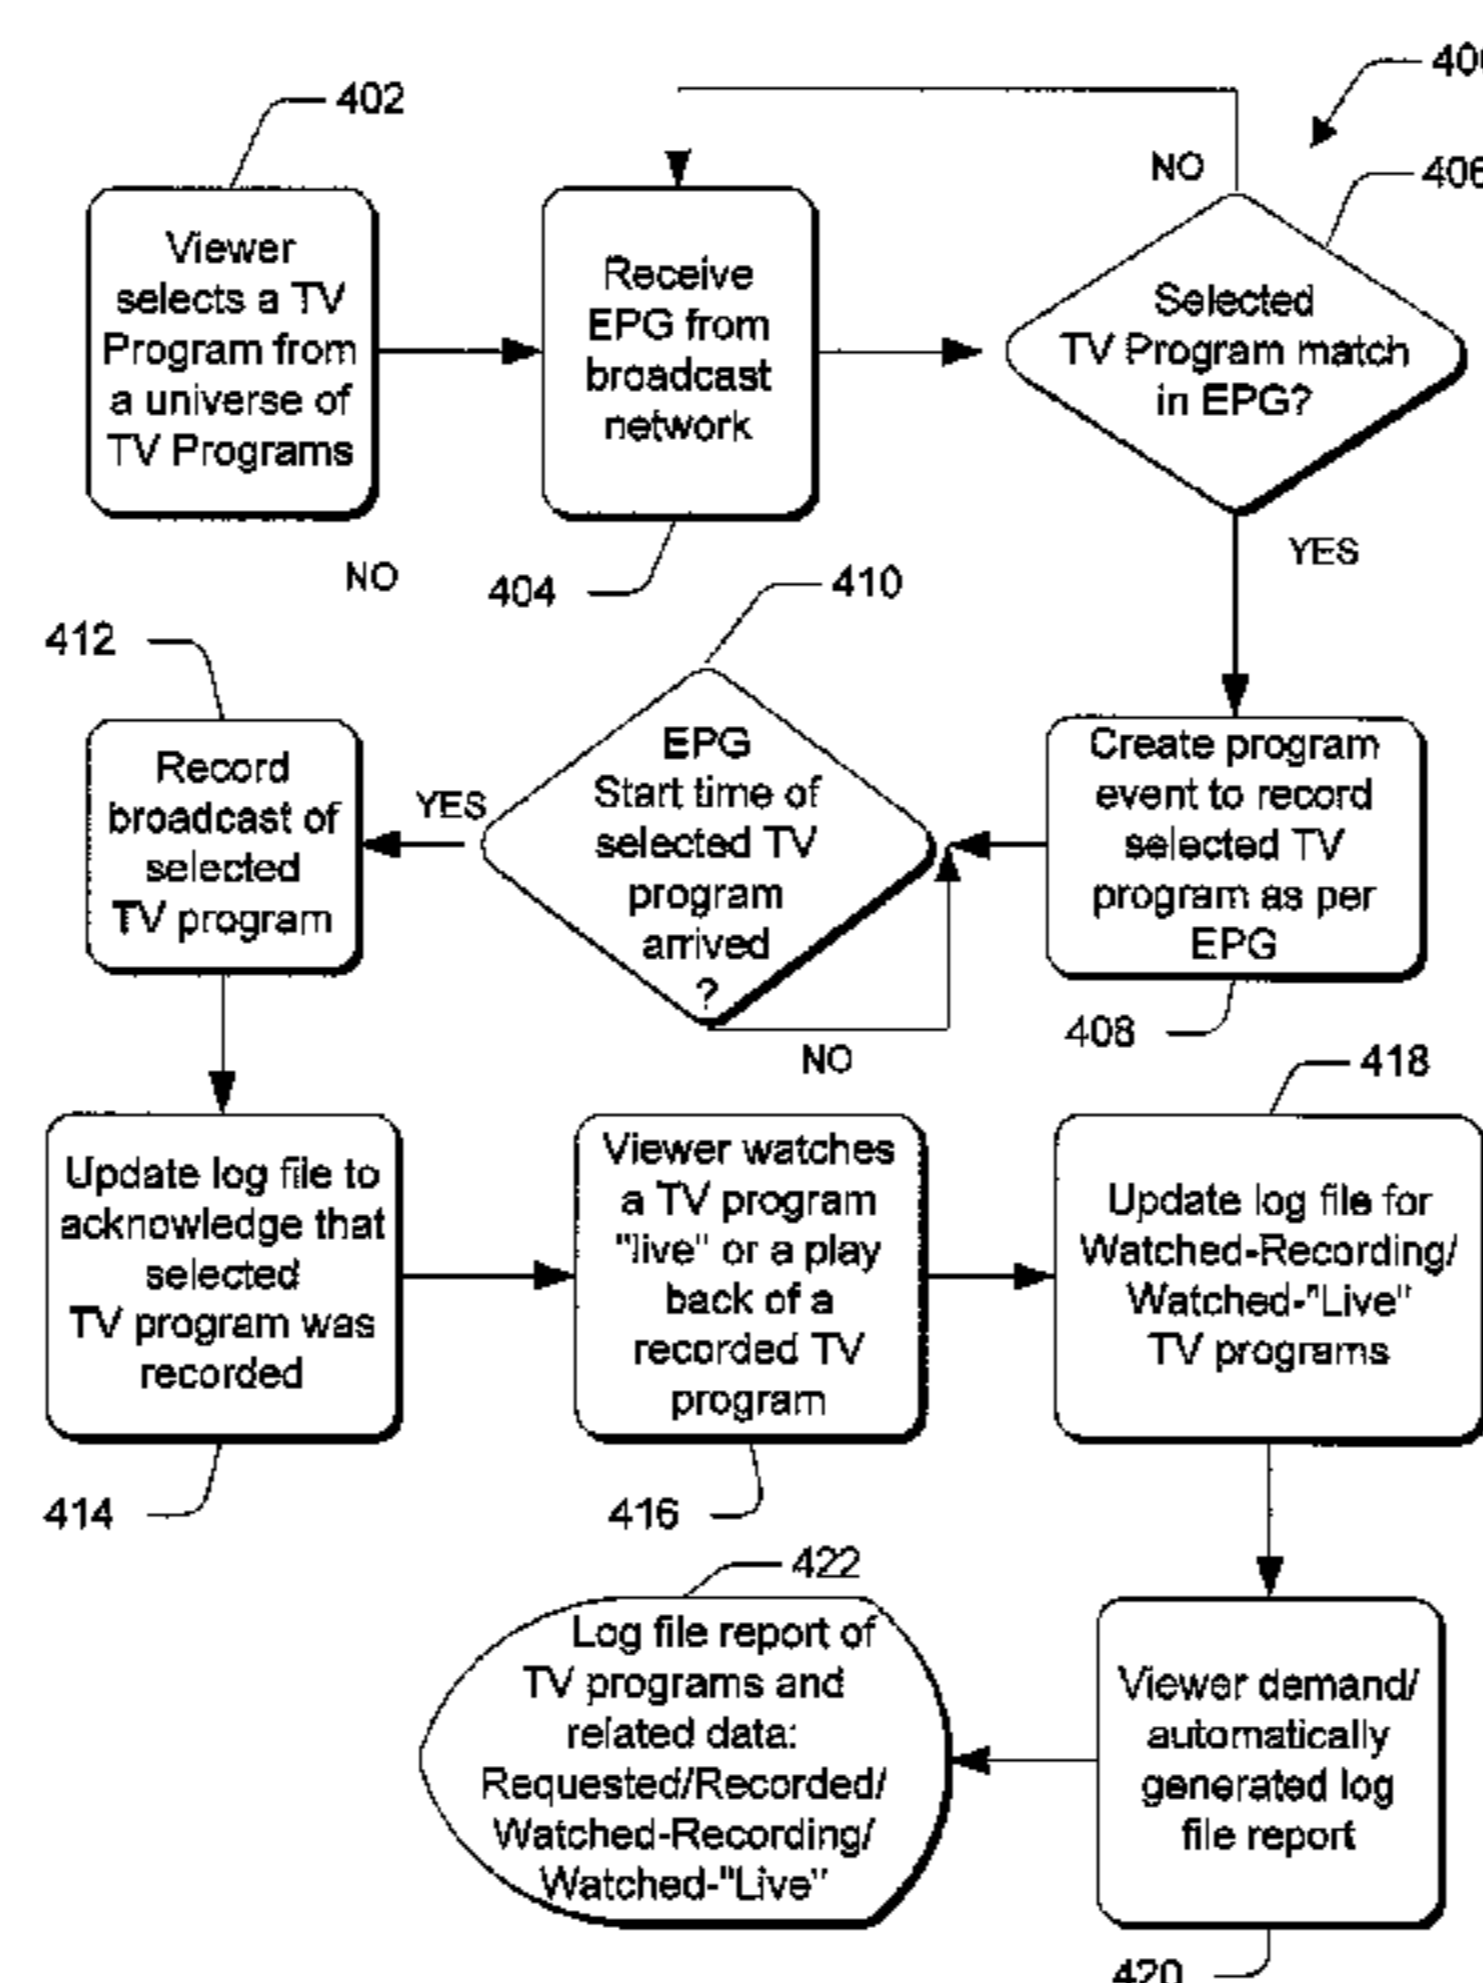 402
Viewer
selects a TV
Program from
a universe of
TV Programs
Receive
EPG from
broadcast
network
404
NO
406
Selected
TV Program match
in EPG?
YES
NO
412
Record
broadcast of
selected
TV program
YES
410
EPG
Start time of
selected TV
program
arrived
?
NO
Create program
event to record
selected TV
program as per
EPG
408
Update log file to
acknowledge that
selected
TV program was
recorded
414
Viewer watches
a TV program
"live" or a play
back of a
recorded TV
program
416
418
Update log file for
Watched-Recording/
Watched-"Live"
TV programs
422
Log file report of
TV programs and
related data:
Requested/Recorded/
Watched-Recording/
Watched-"Live"
Viewer demand/
automatically
generated log
file report
420